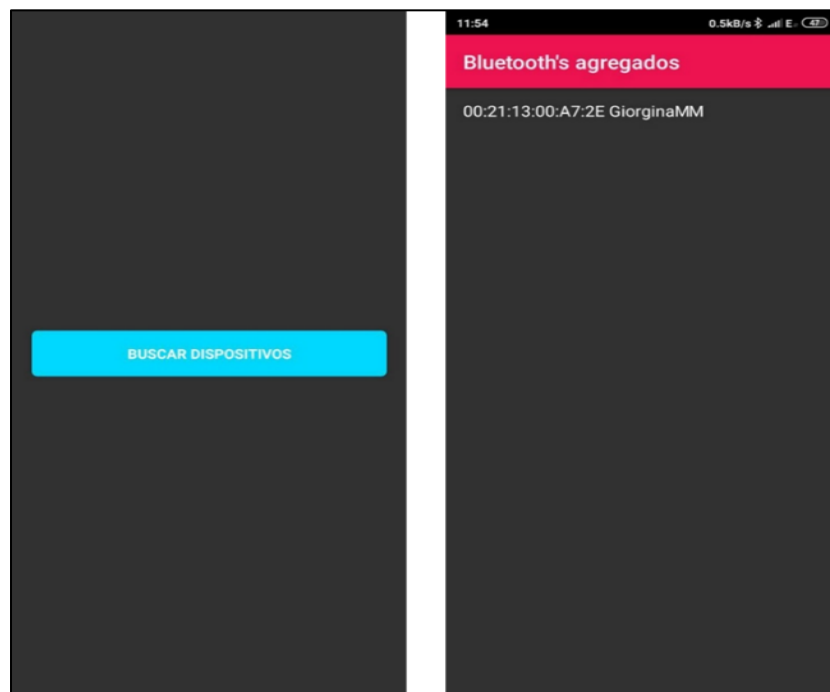 BUSCAR DISPOSITIVOS
11:54 0.5kB/s E 47
Bluetooth's agregados
00:21:13:00:A7:2E GiorginaMM